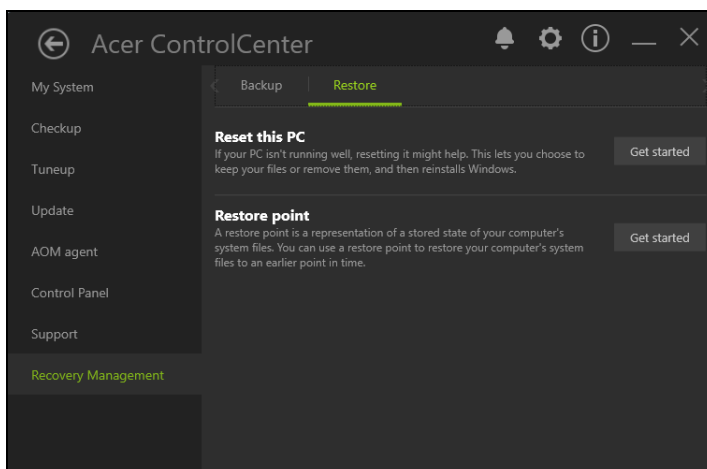 Acer ControlCenter
My System
Checkup
Tuneup
Update
AOM agent
Control Panel
Support
Recovery Management
Backup
Restore
Reset this PC
If your PC isn't running well, resetting it might help. This lets you choose to
keep your files or remove them, and then reinstalls Windows.
Get started
Restore point
A restore point is a representation of a stored state of your computer's
system files. You can use a restore point to restore your computer's system
files to an earlier point in time.
Get started